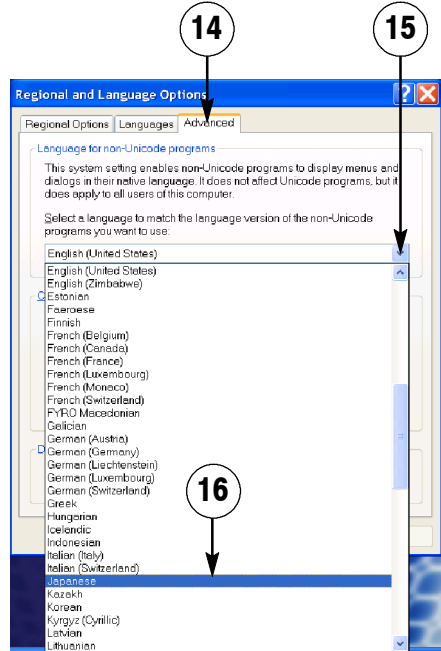 14
15
Regional and Language Options
Regional Options
Languages
Advanced
Language for non-Unicode programs
This system setting enables non-Unicode programs to display menus and
dialogs in their native language. It does not affect Unicode programs, but it
does apply to all users of this computer.
Select a language to match the language version of the non-Unicode
programs you want to use:
English (United States)
English (United States)
English (Zimbabwe)
Estonian
Faeroese
Finnish
French (Belgium)
French (Canada)
French (France)
French (Luxembourg)
French (Monaco)
French (Switzerland)
FYRO Macedonian
Galician
German (Austria)
German (Germany)
German (Liechtenstein)
German (Luxembourg)
German (Switzerland)
16
Greek
Hungarian
Icelandic
Indonesian
Italian (Italy)
Italian (Switzerland)
Japanese
Kazakh
Korean
Kyrgyz (Cyrillic)
Latvian
Lithuanian